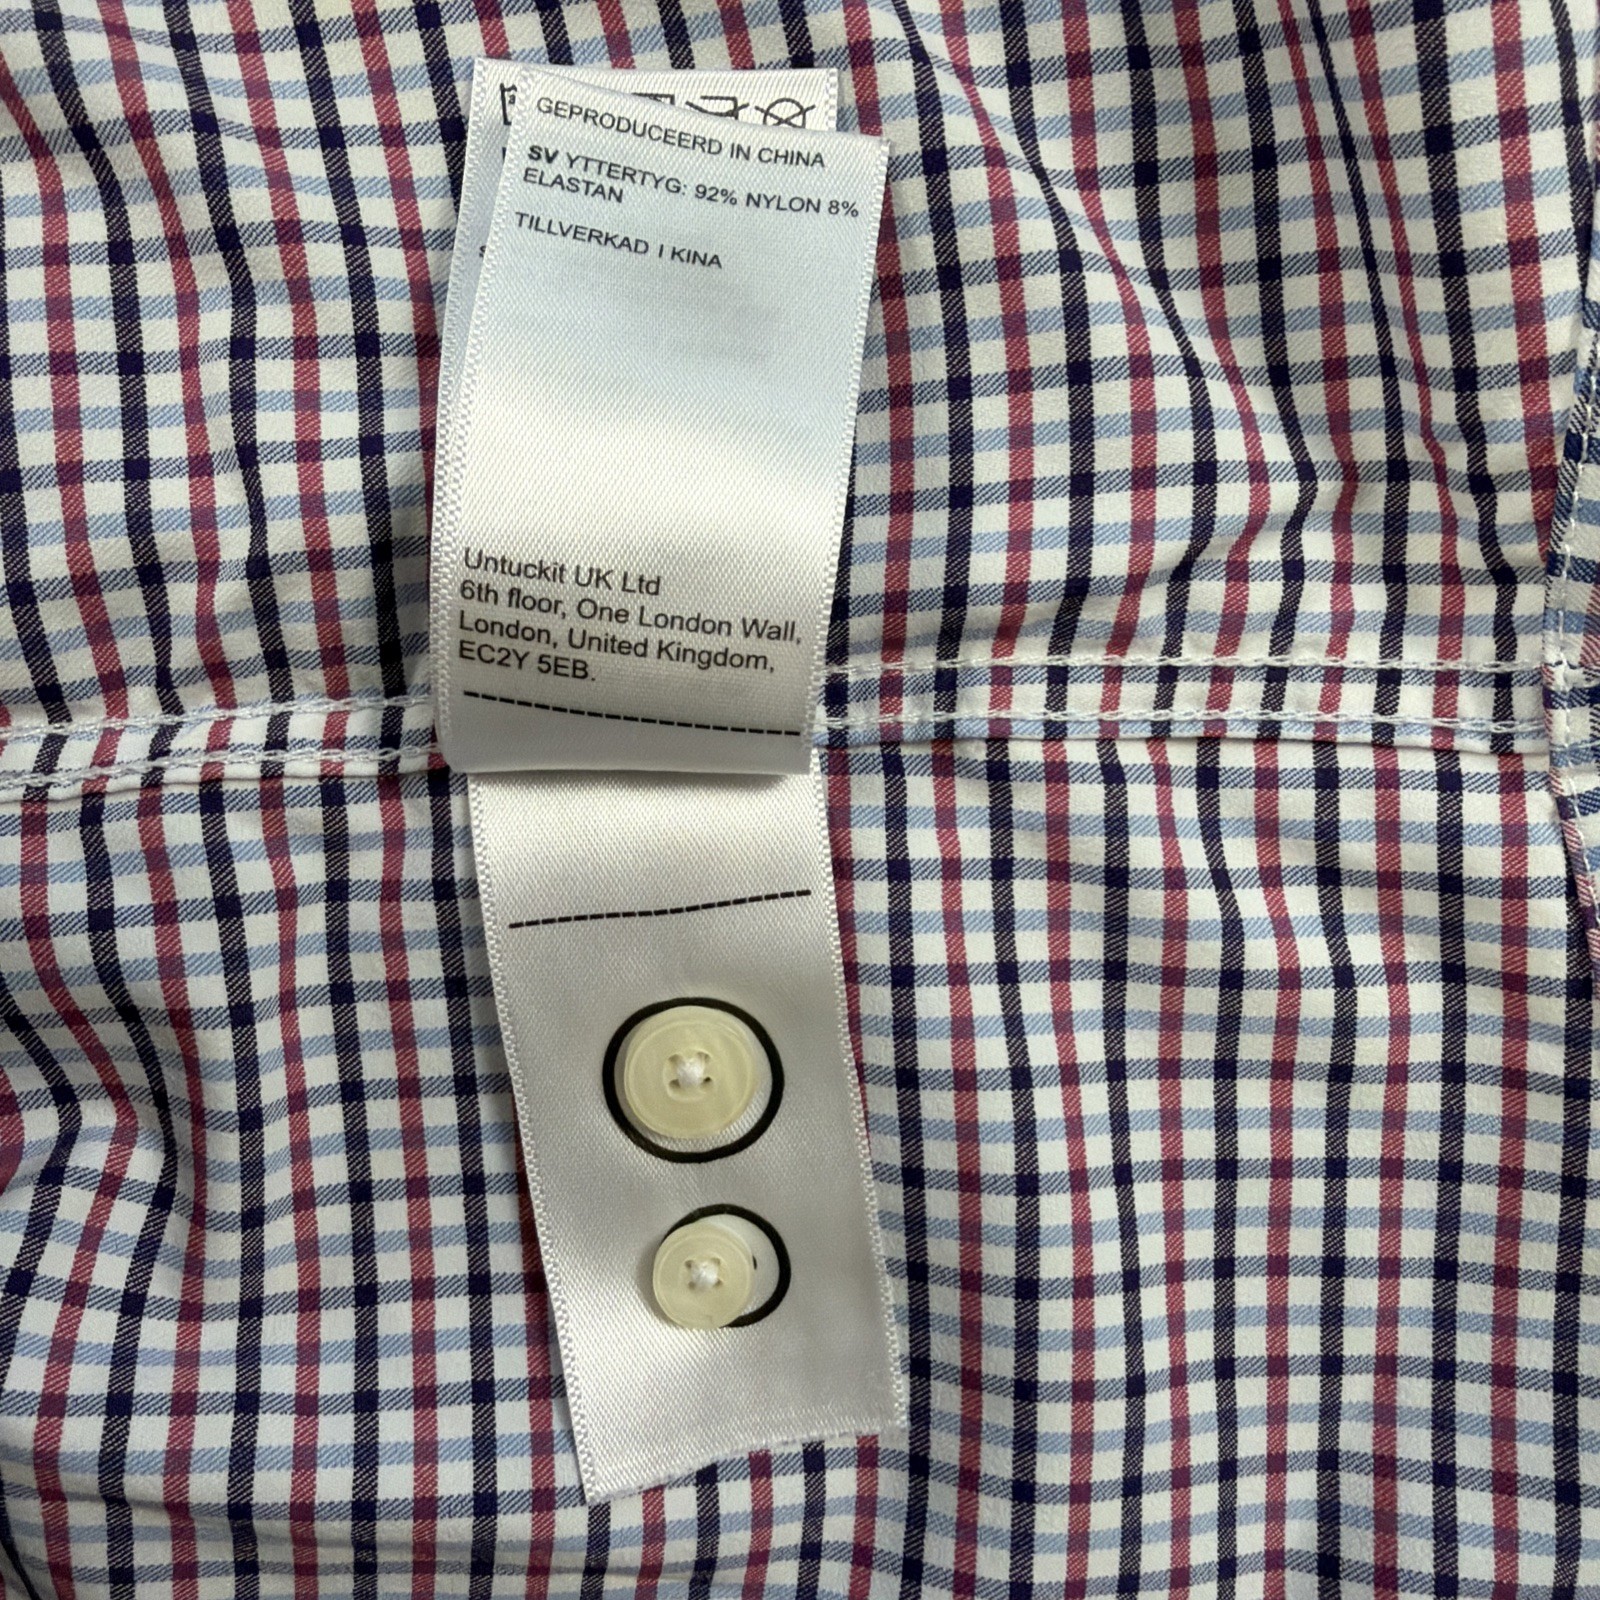 GEPRODUCEERD IN CHINA
SV YTTERTYG: 92% NYLON 8%
ELASTAN
TILLVERKAD I KINA
Untuckit UK Ltd
6th floor, One London Wall,
London, United Kingdom,
EC2Y 5EB.